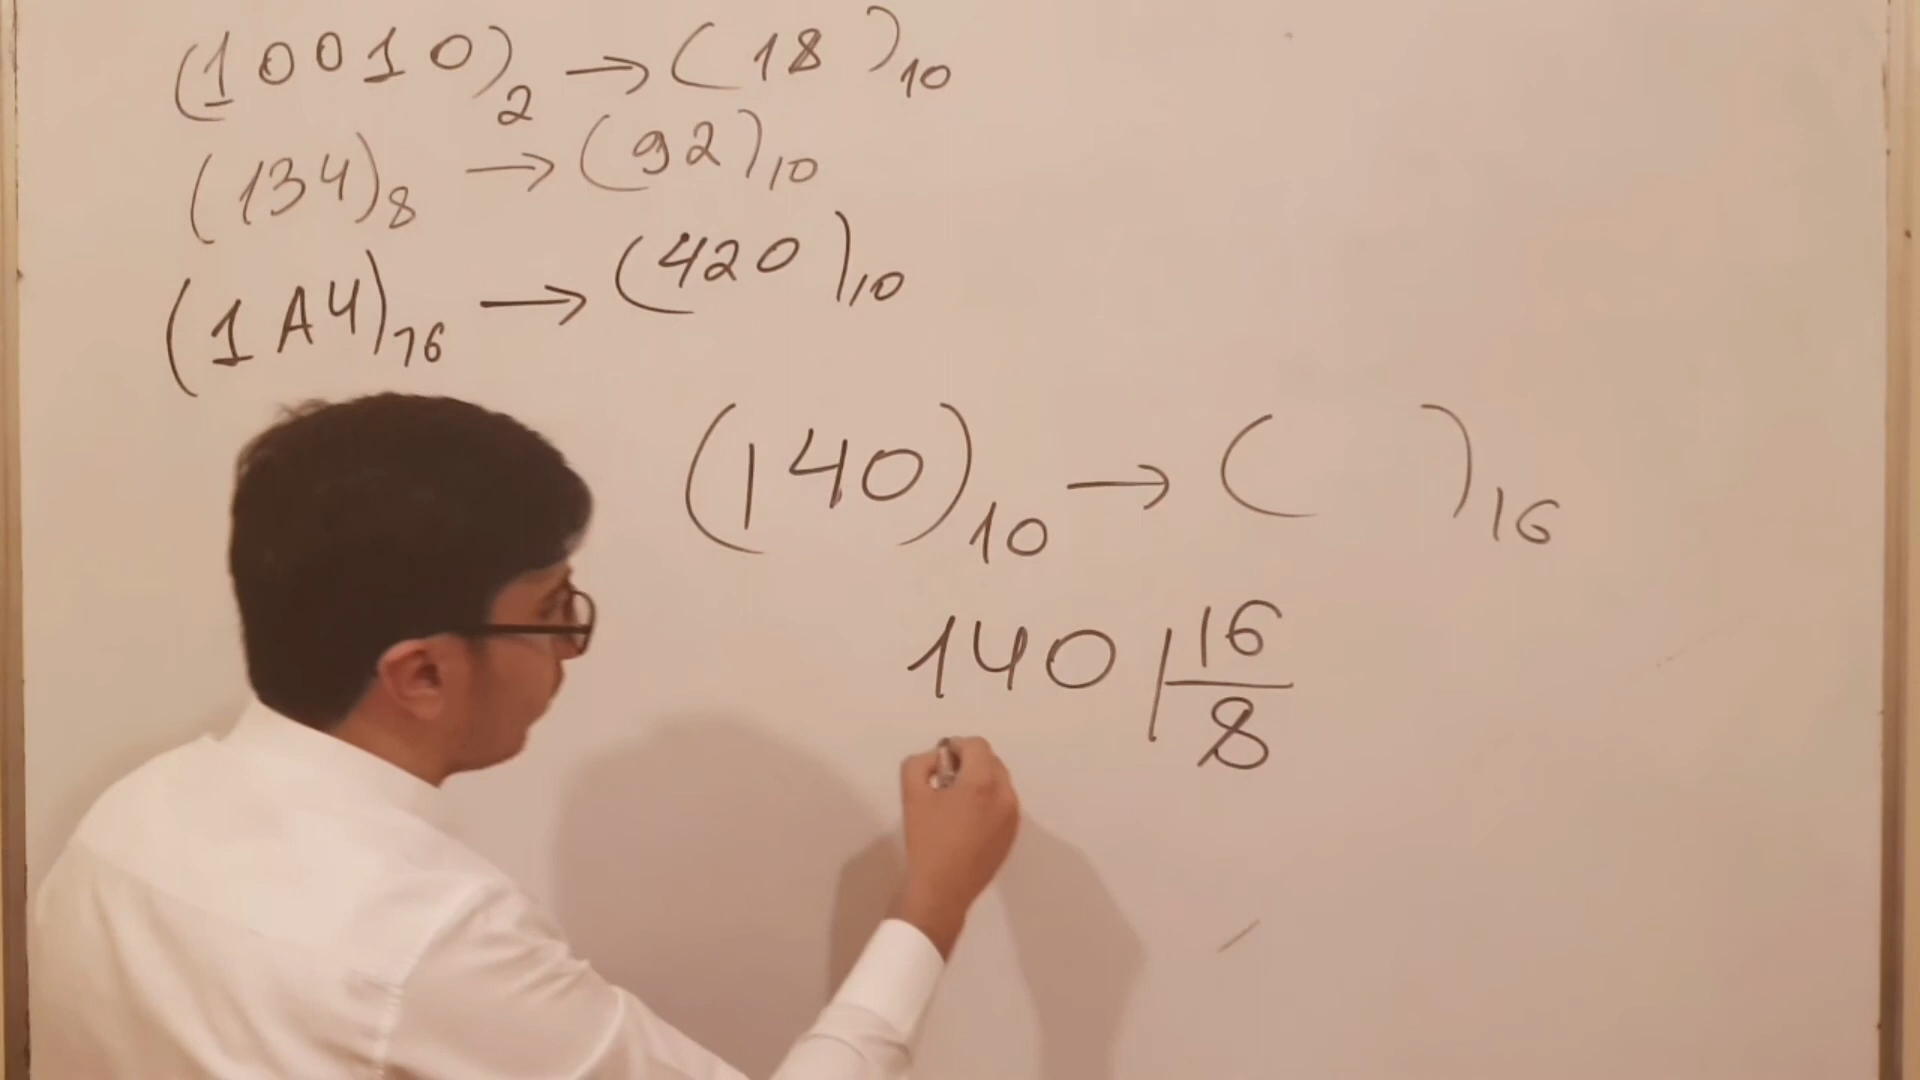 (10010)₂ → (18)₁₀
(134)₈ → (92)₁₀
(1A4)₁₆ → (420)₁₀
(140)₁₀ → ( )₁₆
140 | 16
8